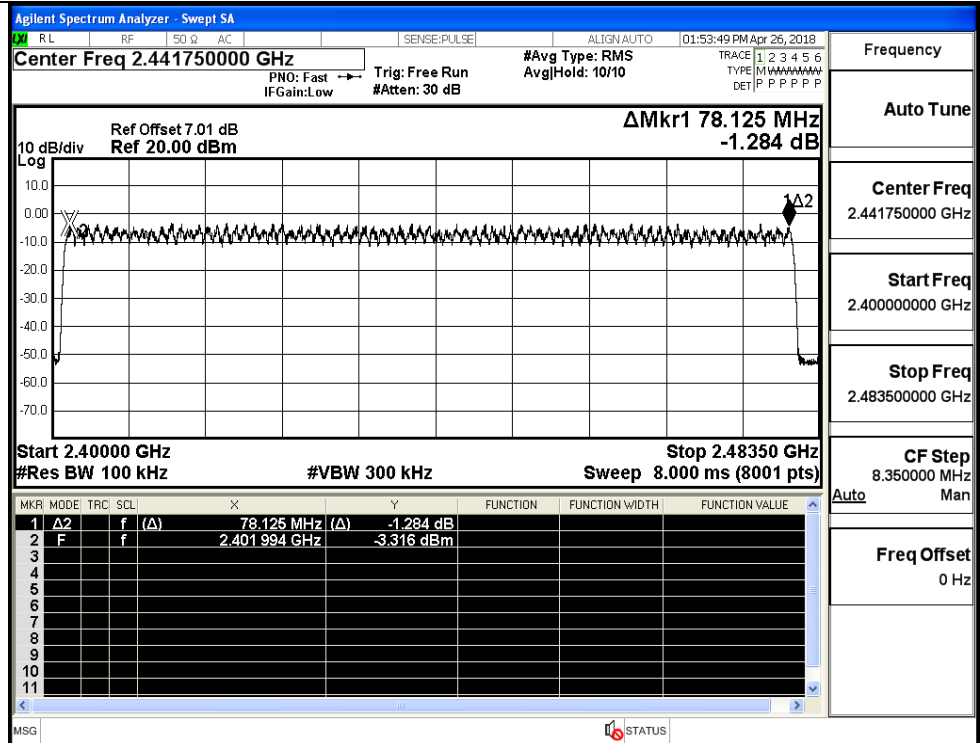 Agilent Spectrum Analyzer - Swept SA
LXI RL RF 50 Ω AC SENSE:PULSE ALIGN AUTO 01:53:49 PM Apr 26, 2018
Center Freq 2.441750000 GHz
PNO: Fast
IFGain:Low
Trig: Free Run
#Atten: 30 dB
#Avg Type: RMS
Avg|Hold: 10/10
TRACE 1 2 3 4 5 6
TYPE M WWWWW
DET P P P P P P
Ref Offset 7.01 dB
10 dB/div Ref 20.00 dBm
Log
ΔMkr1 78.125 MHz
-1.284 dB
10.0
0.00
-10.0
-20.0
-30.0
-40.0
-50.0
-60.0
-70.0
1Δ2
Start 2.40000 GHz Stop 2.48350 GHz
#Res BW 100 kHz #VBW 300 kHz Sweep 8.000 ms (8001 pts)
MKR MODE TRC SCL X Y FUNCTION FUNCTION WIDTH FUNCTION VALUE
1 Δ2 f (Δ) 78.125 MHz (Δ) -1.284 dB
2 F f 2.401 994 GHz -3.316 dBm
3
4
5
6
7
8
9
10
11
MSG STATUS
Frequency
Auto Tune
Center Freq
2.441750000 GHz
Start Freq
2.400000000 GHz
Stop Freq
2.483500000 GHz
CF Step
8.350000 MHz
Auto Man
Freq Offset
0 Hz